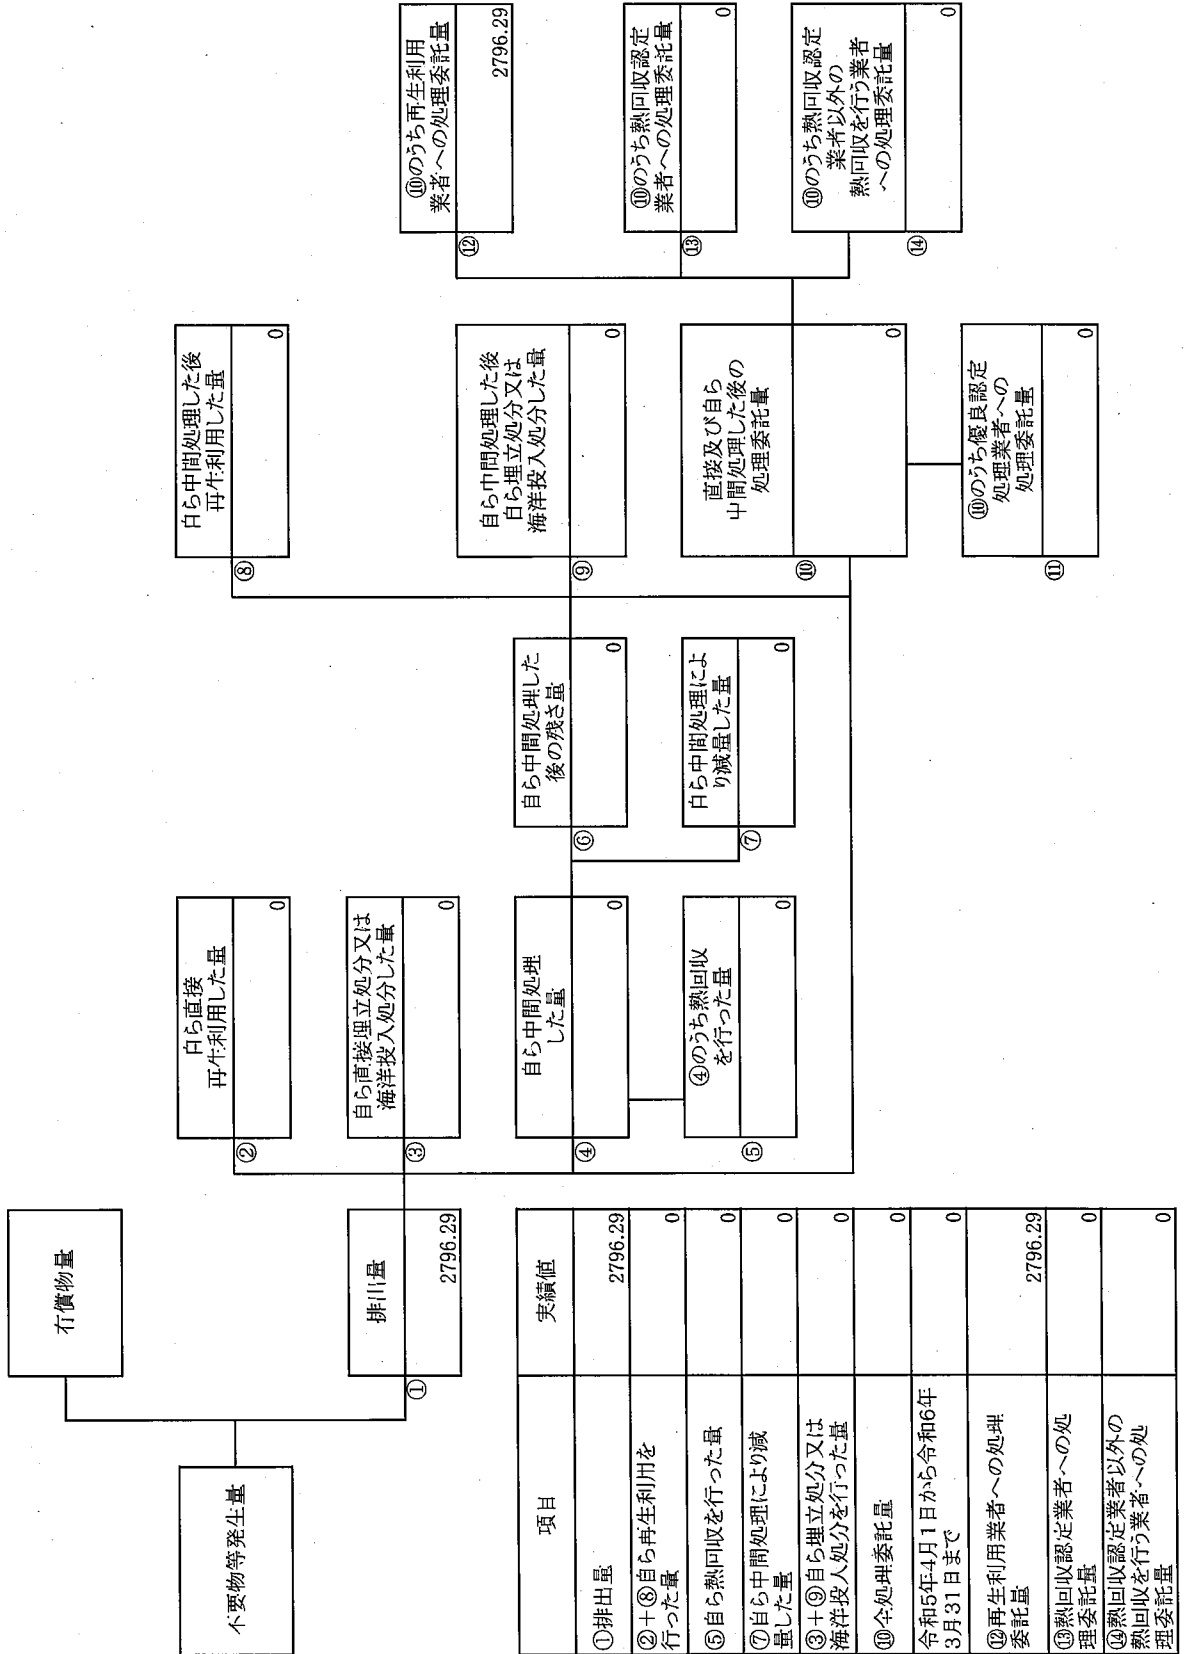 不要物等発生量
有償物量
排出量
①
2796.29
自ら直接
再生利用した量
②
0
自ら直接埋立処分又は
海洋投入処分した量
③
0
自ら中間処理
した量
④
0
④のうち熱回収
を行った量
⑤
0
自ら中間処理した
後の残さ量
⑥
0
自ら中間処理によ
り減量した量
⑦
0
自ら中間処理した後
再生利用した量
⑧
0
自ら中間処理した後
自ら埋立処分又は
海洋投入処分した量
⑨
0
直接及び自ら
中間処理した後の
処理委託量
⑩
0
⑩のうち優良認定
処理業者への
処理委託量
⑪
0
⑩のうち再生利用
業者への処理委託量
⑫
2796.29
⑩のうち熱回収認定
業者への処理委託量
⑬
0
⑩のうち熱回収認定
業者以外の
熱回収を行う業者
への処理委託量
⑭
0
項目 実績値
①排出量 2796.29
②+⑧自ら再生利用を
行った量 0
⑤自ら熱回収を行った量 0
⑦自ら中間処理により減
量した量 0
③+⑨自ら埋立処分又は
海洋投入処分を行った量 0
⑩全処理委託量 0
令和5年4月1日から令和6年
3月31日まで 0
⑫再生利用業者への処理
委託量 2796.29
⑬熱回収認定業者への処
理委託量 0
⑭熱回収認定業者以外の
熱回収を行う業者への処
理委託量 0